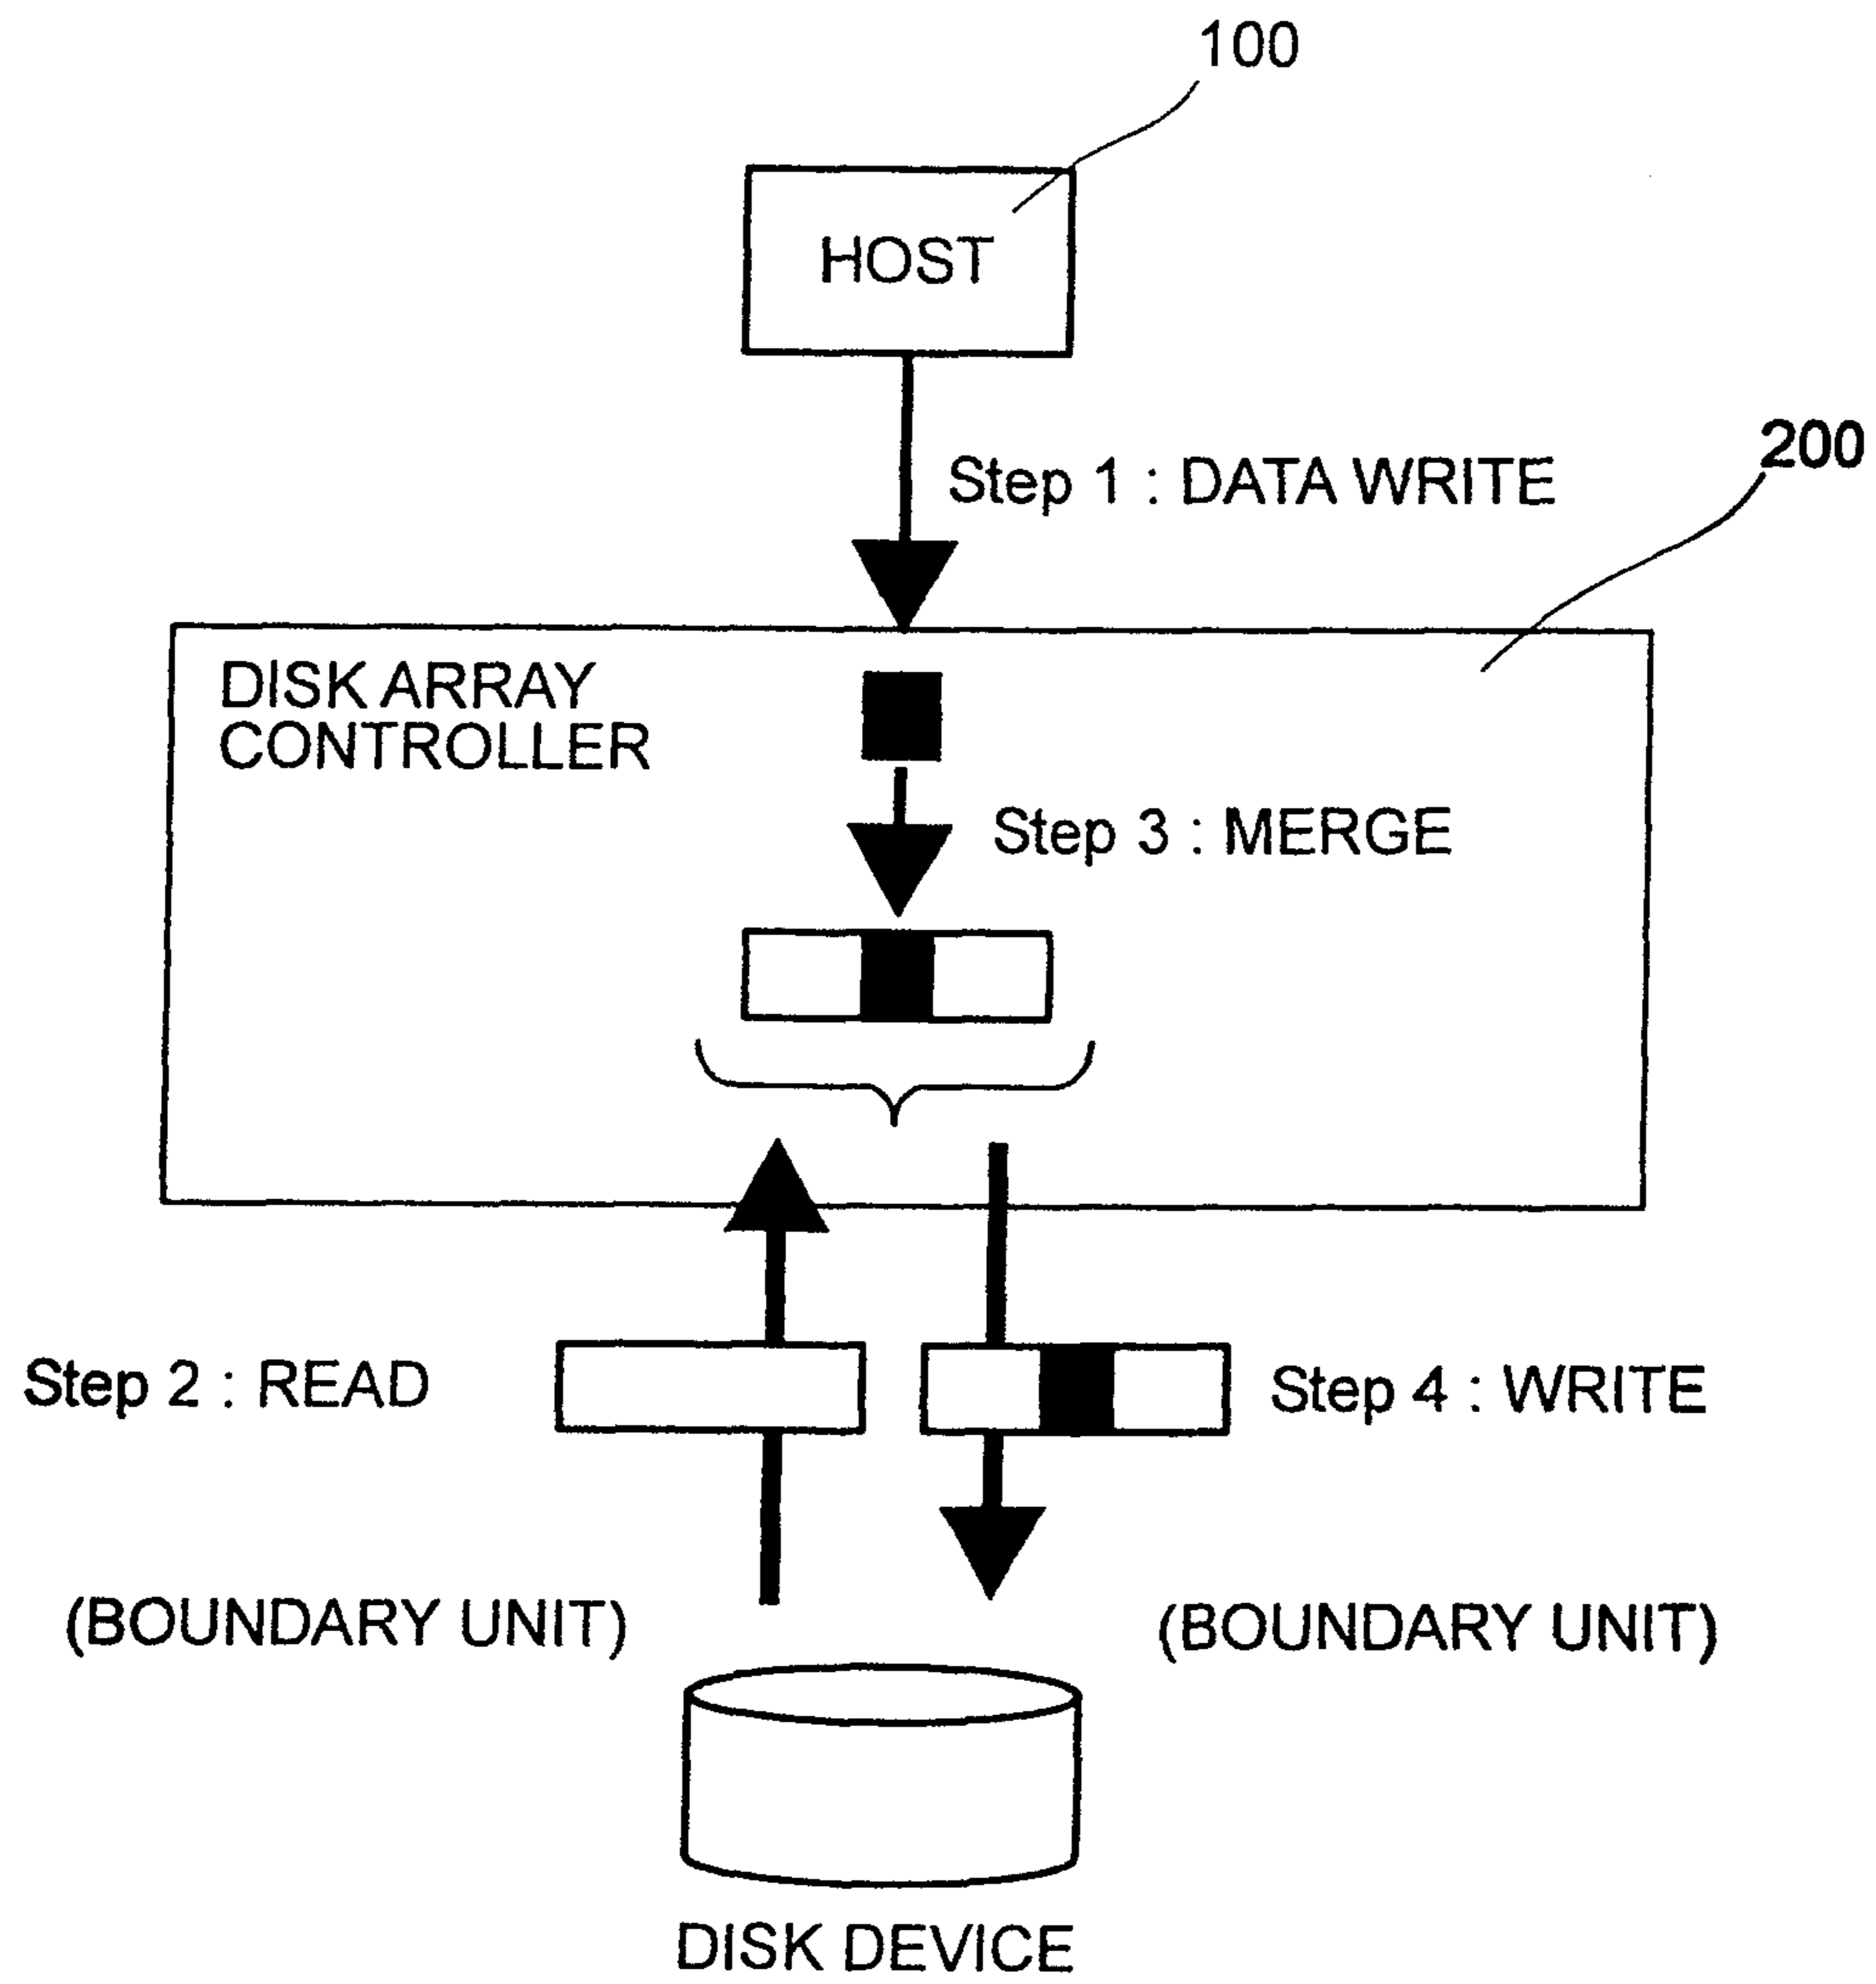 100
HOST
200
Step 1 : DATA WRITE
DISK ARRAY
CONTROLLER
Step 3 : MERGE
Step 2 : READ
Step 4 : WRITE
(BOUNDARY UNIT)
(BOUNDARY UNIT)
DISK DEVICE